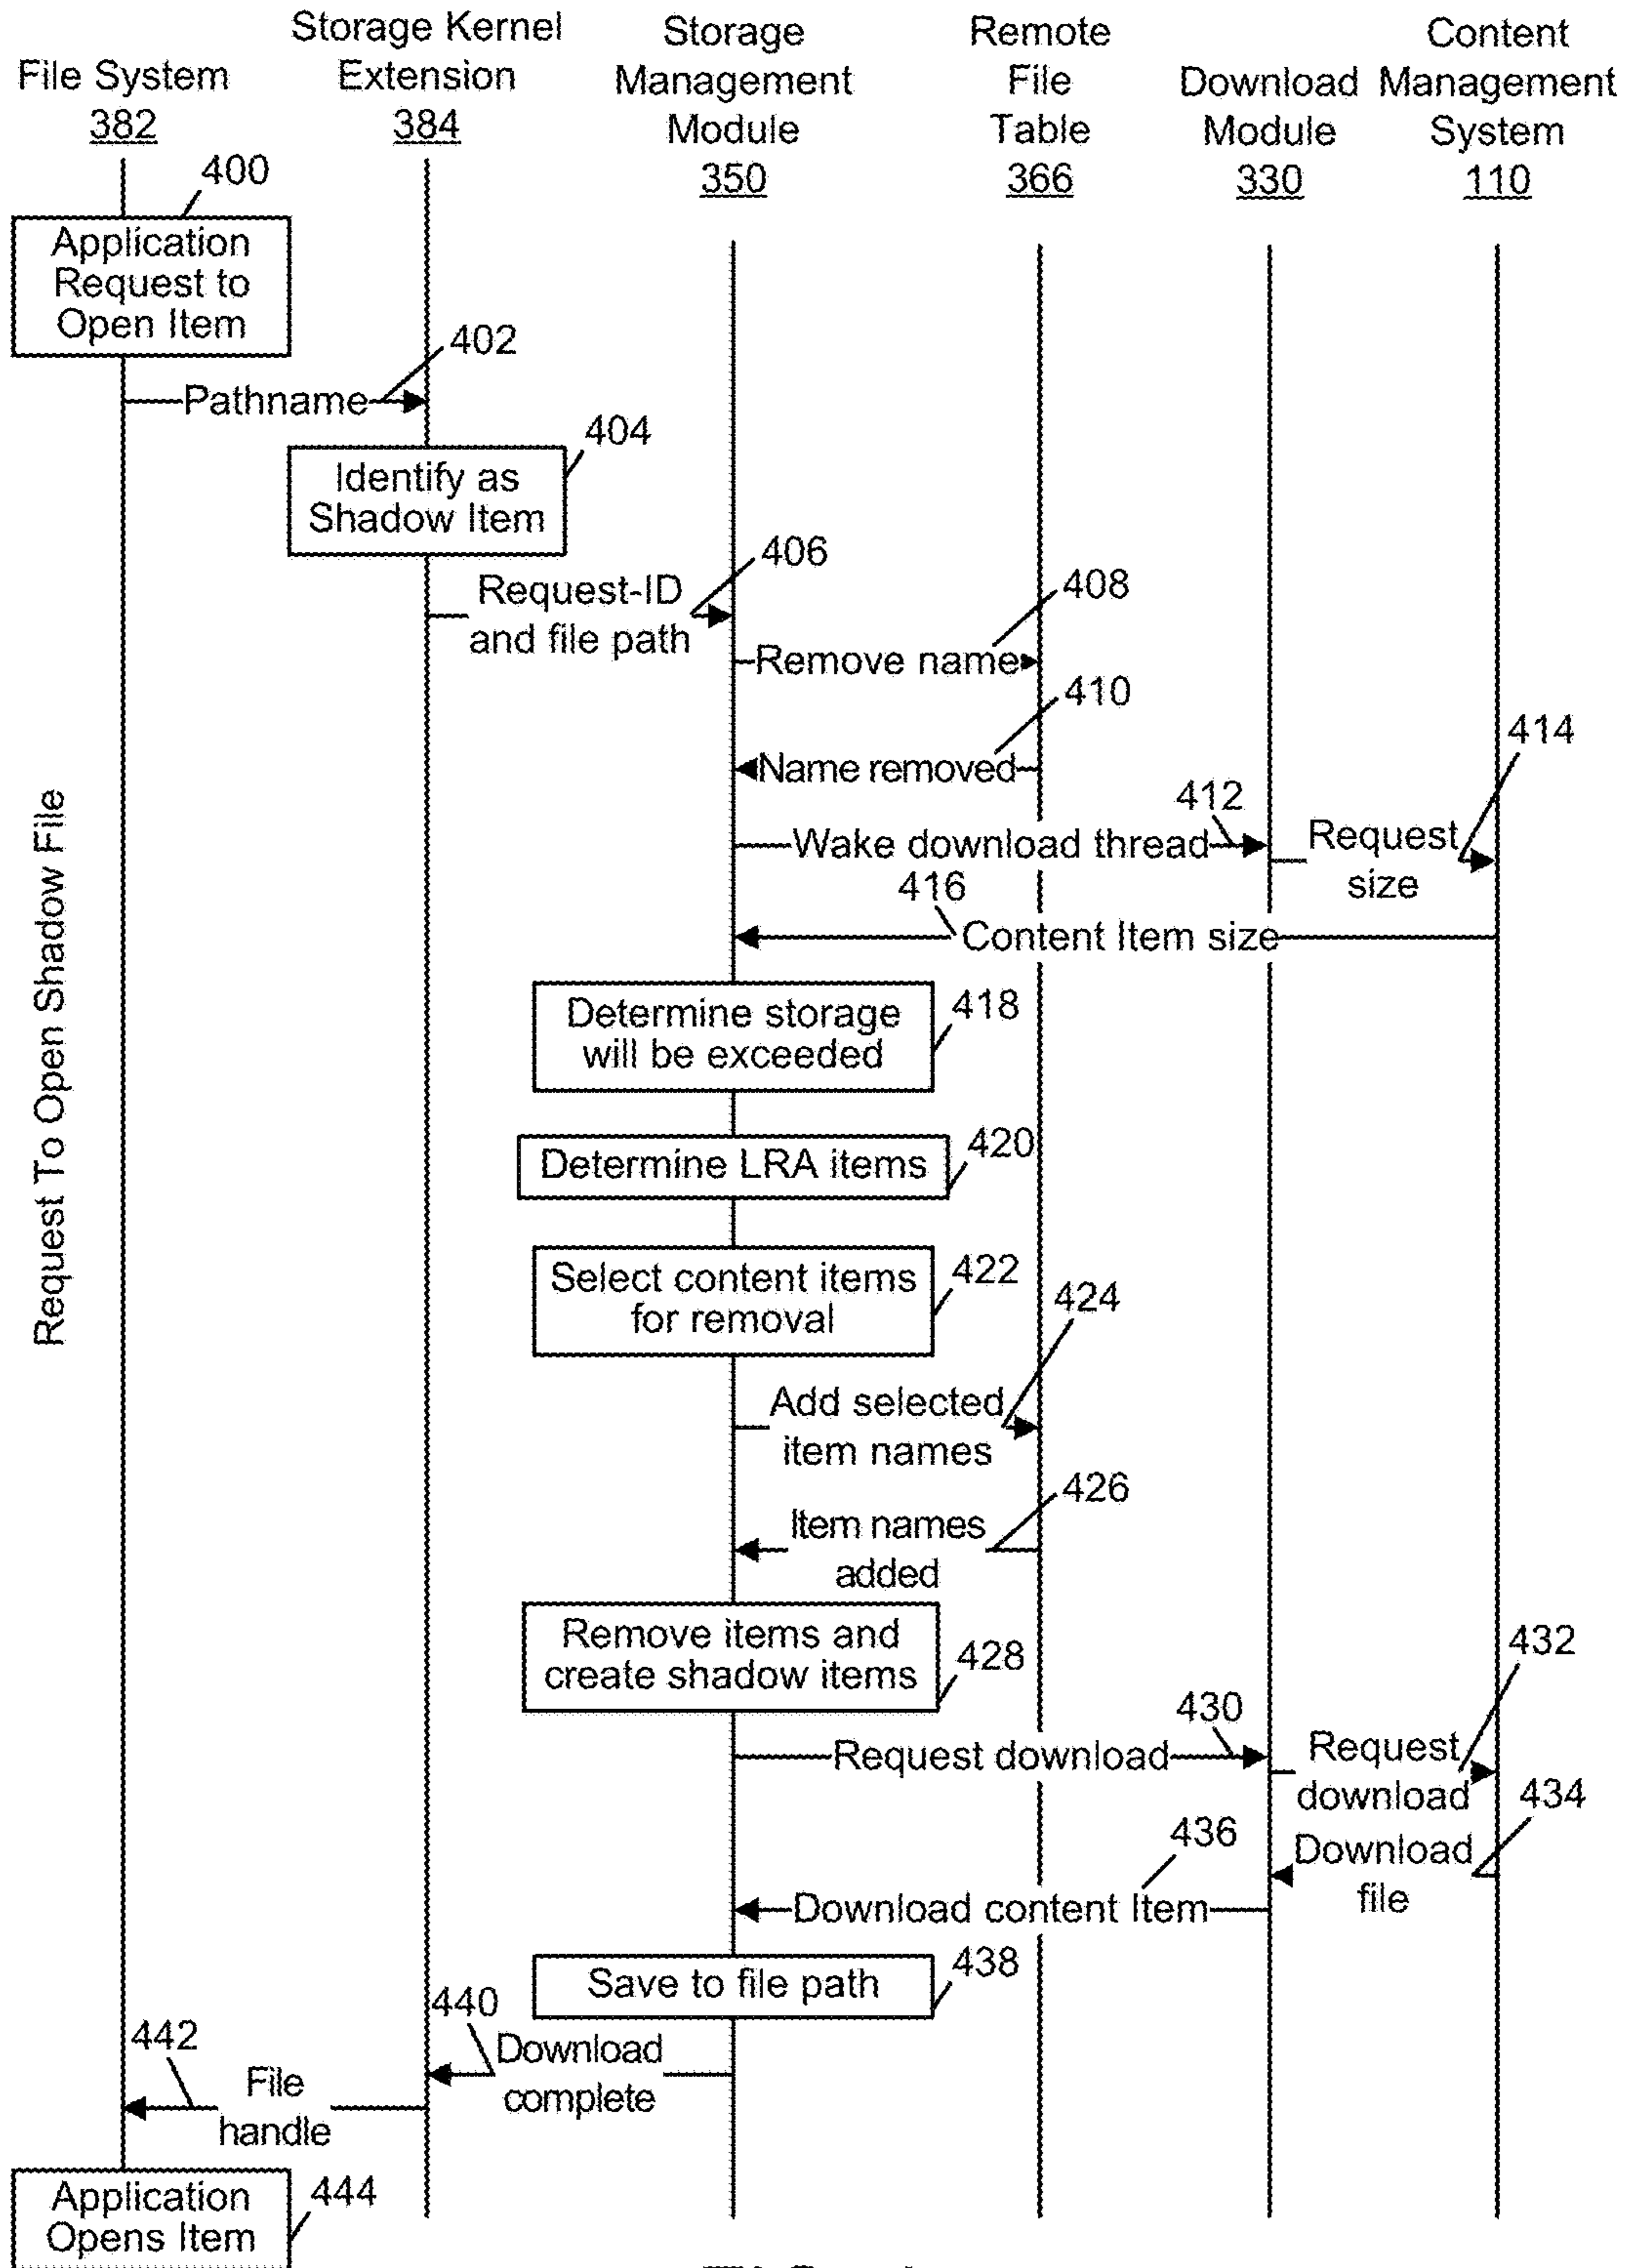 File System
382
Storage Kernel
Extension
384
Storage
Management
Module
350
Remote
File
Table
366
Download
Module
330
Content
Management
System
110
400
Application
Request to
Open Item
402
Pathname
404
Identify as
Shadow Item
406
Request-ID
and file path
408
Remove name
410
Name removed
412
Wake download thread
414
Request
size
416
Content Item size
Determine storage
will be exceeded
418
Determine LRA items
420
Select content items
for removal
422
424
Add selected
item names
426
Item names
added
Remove items and
create shadow items
428
430
Request download
432
Request
download
434
Download
file
436
Download content Item
Save to file path
438
440
Download
complete
442
File
handle
Application
Opens Item
444
Request To Open Shadow File